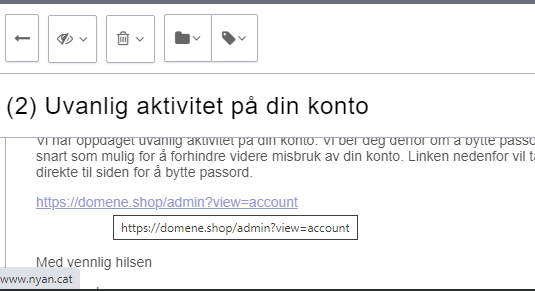 (2) Uvanlig aktivitet på din konto
Vi har oppdaget uvanlig aktivitet på din konto. Vi ber deg derfor om å bytte passo
snart som mulig for å forhindre videre misbruk av din konto. Linken nedenfor vil ta
direkte til siden for å bytte passord.
https://domene.shop/admin?view=account
https://domene.shop/admin?view=account
Med vennlig hilsen
www.nyan.cat